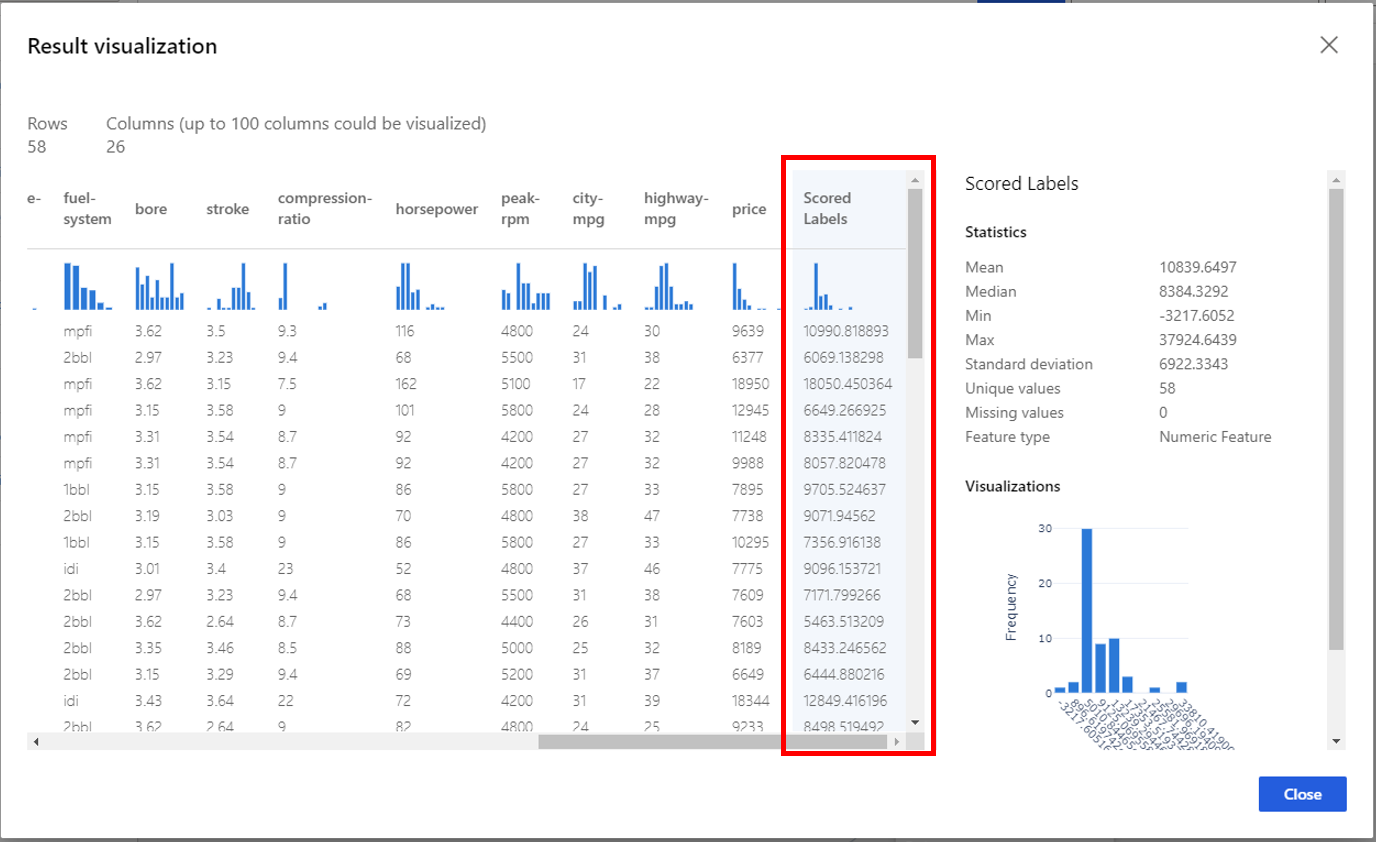 Result visualization
Rows Columns (up to 100 columns could be visualized)
58 26
e- fuel-system bore stroke compression-ratio horsepower peak-rpm city-mpg highway-mpg price Scored Labels
mpfi 3.62 3.5 9.3 116 4800 24 30 9639 10990.818893
2bbl 2.97 3.23 9.4 68 5500 31 38 6377 6069.138298
mpfi 3.62 3.15 7.5 162 5100 17 22 18950 18050.450364
mpfi 3.15 3.58 9 101 5800 24 28 12945 6649.266925
mpfi 3.31 3.54 8.7 92 4200 27 32 11248 8335.411824
mpfi 3.31 3.54 8.7 92 4200 27 32 9988 8057.820478
1bbl 3.15 3.58 9 86 5800 27 33 7895 9705.524637
2bbl 3.19 3.03 9 70 4800 38 47 7738 9071.94562
1bbl 3.15 3.58 9 86 5800 27 33 10295 7356.916138
idi 3.01 3.4 23 52 4800 37 46 7775 9096.153721
2bbl 2.97 3.23 9.4 68 5500 31 38 7609 7171.799266
2bbl 3.62 2.64 8.7 73 4400 26 31 7603 5463.513209
2bbl 3.35 3.46 8.5 88 5000 25 32 8189 8433.246562
2bbl 3.15 3.29 9.4 69 5200 31 37 6649 6444.880216
idi 3.43 3.64 22 72 4200 31 39 18344 12849.416196
2bbl 3.62 2.64 9 82 4800 24 25 9233 8498.519492
Scored Labels
Statistics
Mean 10839.6497
Median 8384.3292
Min -3217.6052
Max 37924.6439
Standard deviation 6922.3343
Unique values 58
Missing values 0
Feature type Numeric Feature
Visualizations
30
20
10
0
Frequency
Close